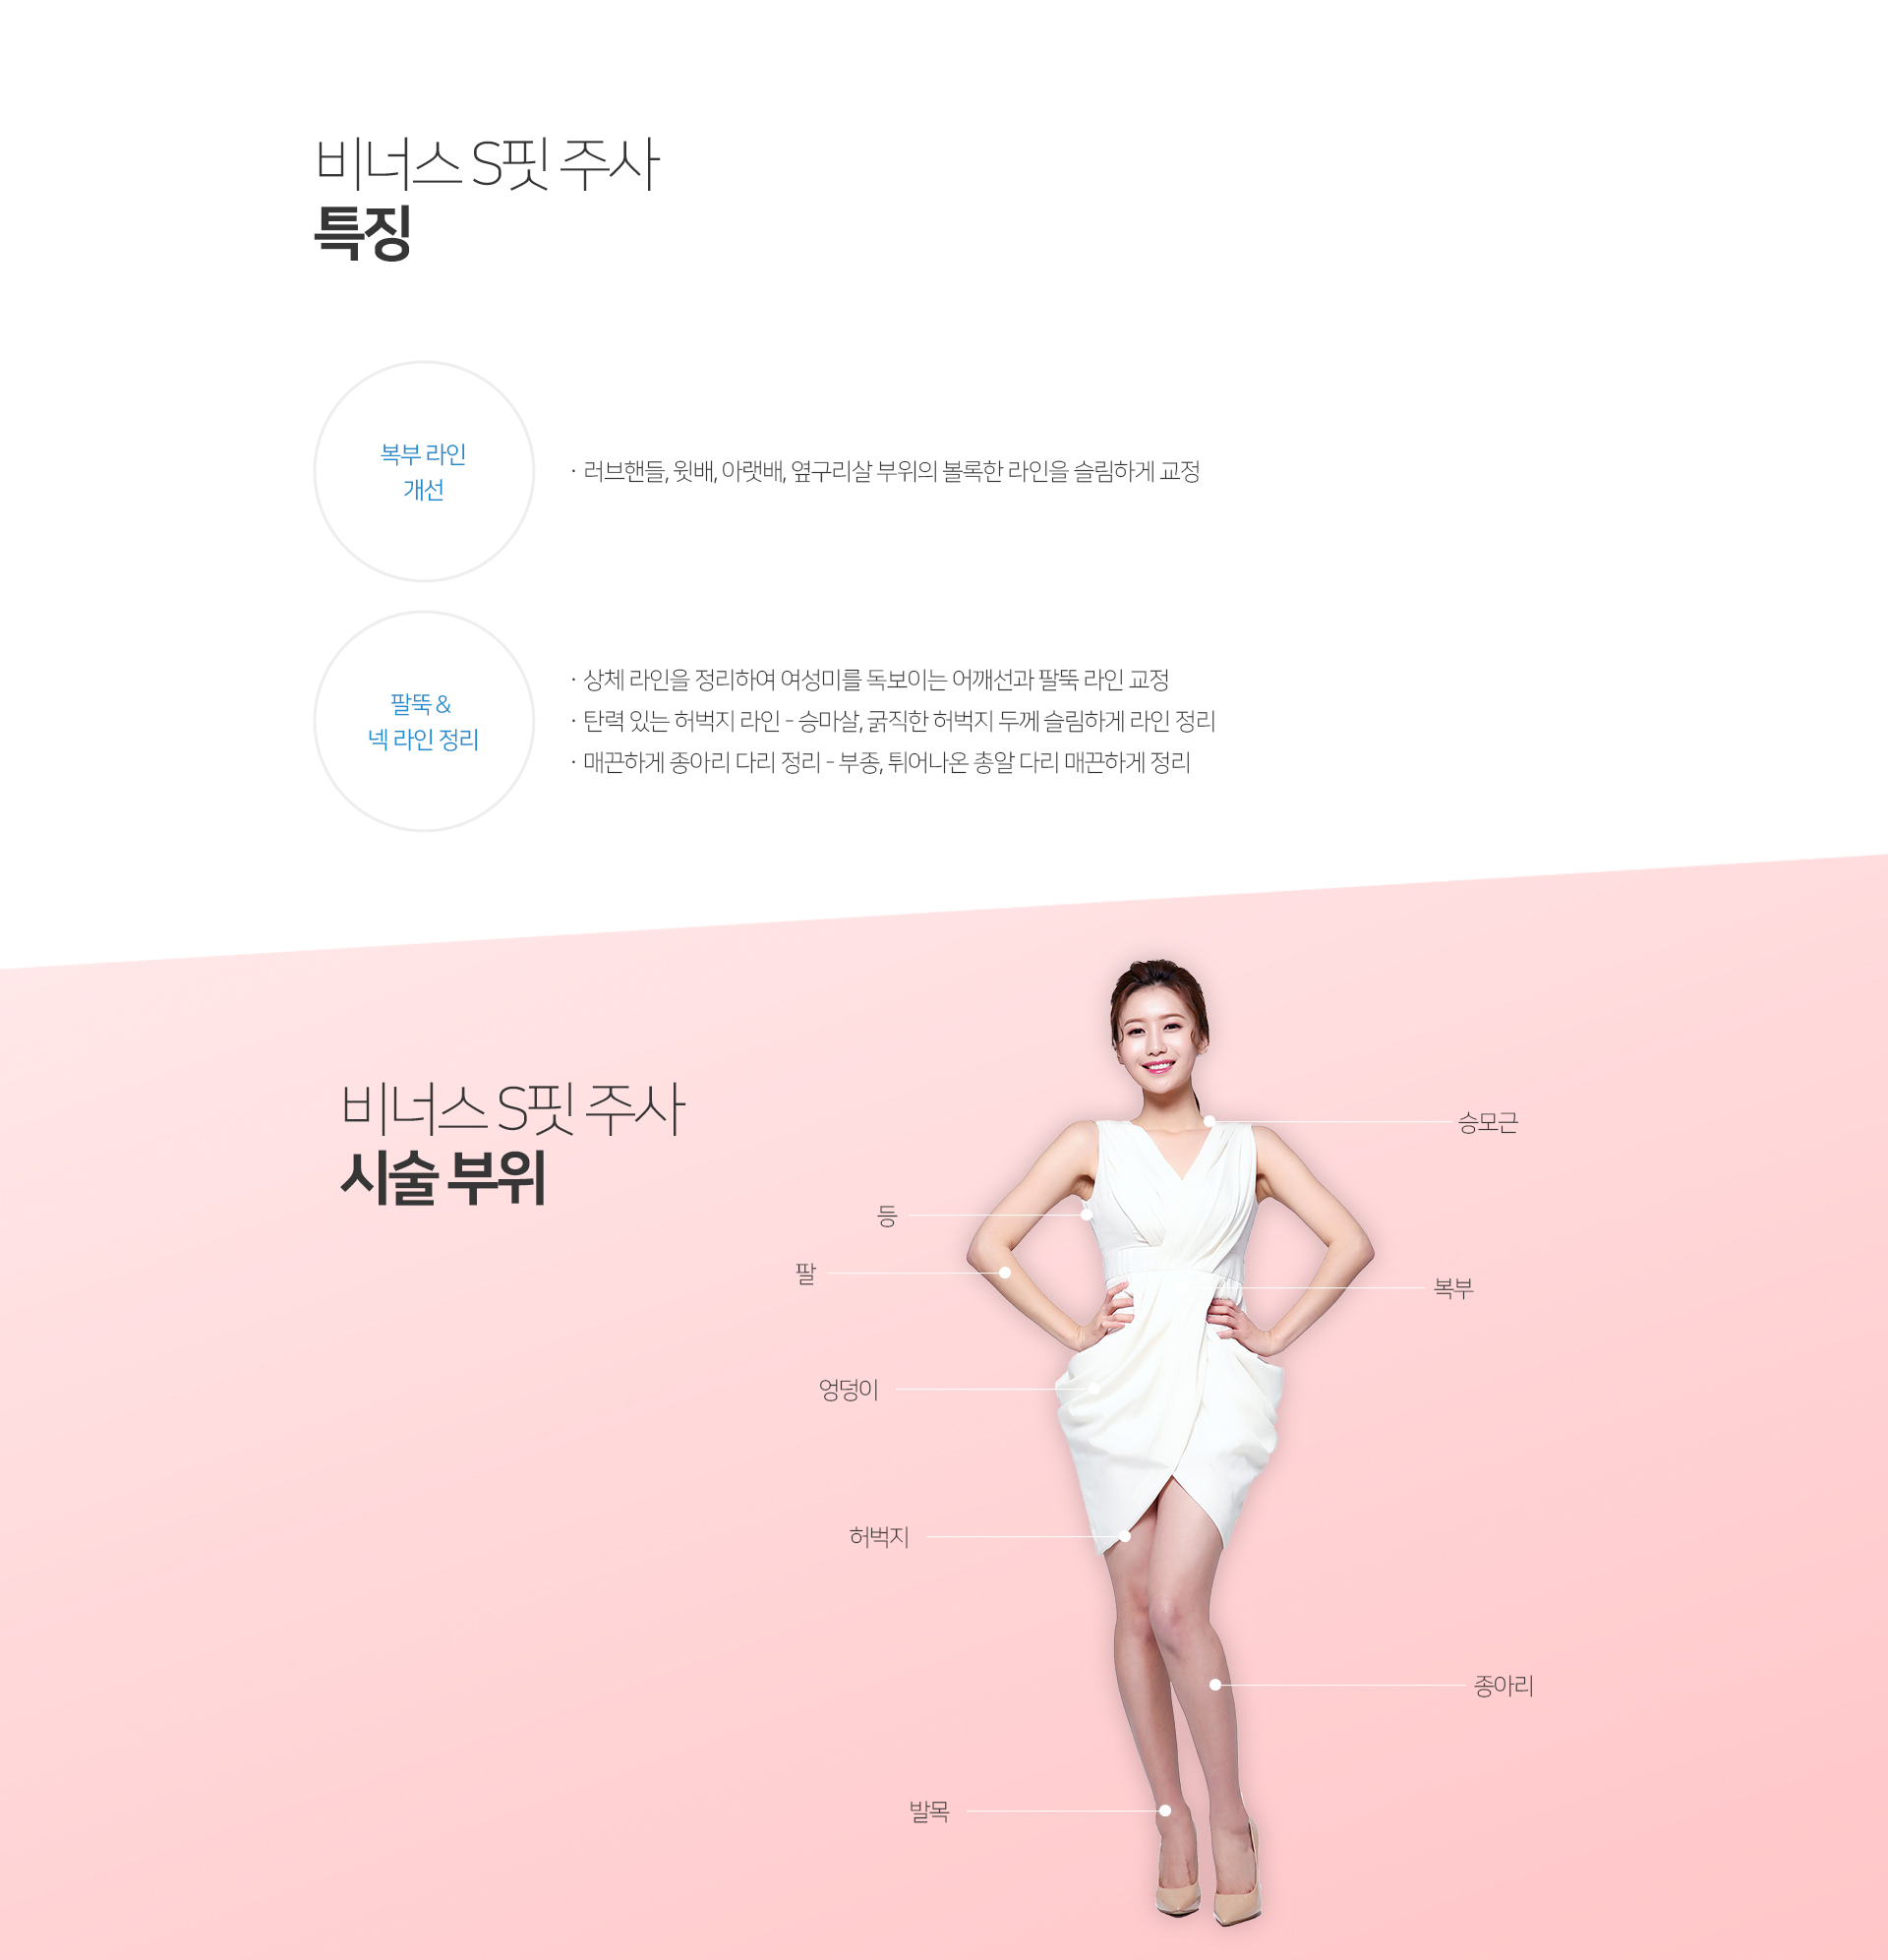 비너스 S핏 주사
특징
복부 라인
개선
· 러브핸들, 윗배, 아랫배, 옆구리살 부위의 볼록한 라인을 슬림하게 교정
팔뚝 &
넥 라인 정리
· 상체 라인을 정리하여 여성미를 독보이는 어깨선과 팔뚝 라인 교정
· 탄력 있는 허벅지 라인 - 승마살, 굵직한 허벅지 두께 슬림하게 라인 정리
· 매끈하게 종아리 다리 정리 - 부종, 튀어나온 총알 다리 매끈하게 정리
비너스 S핏 주사
시술 부위
승모근
등
팔
복부
엉덩이
허벅지
종아리
발목